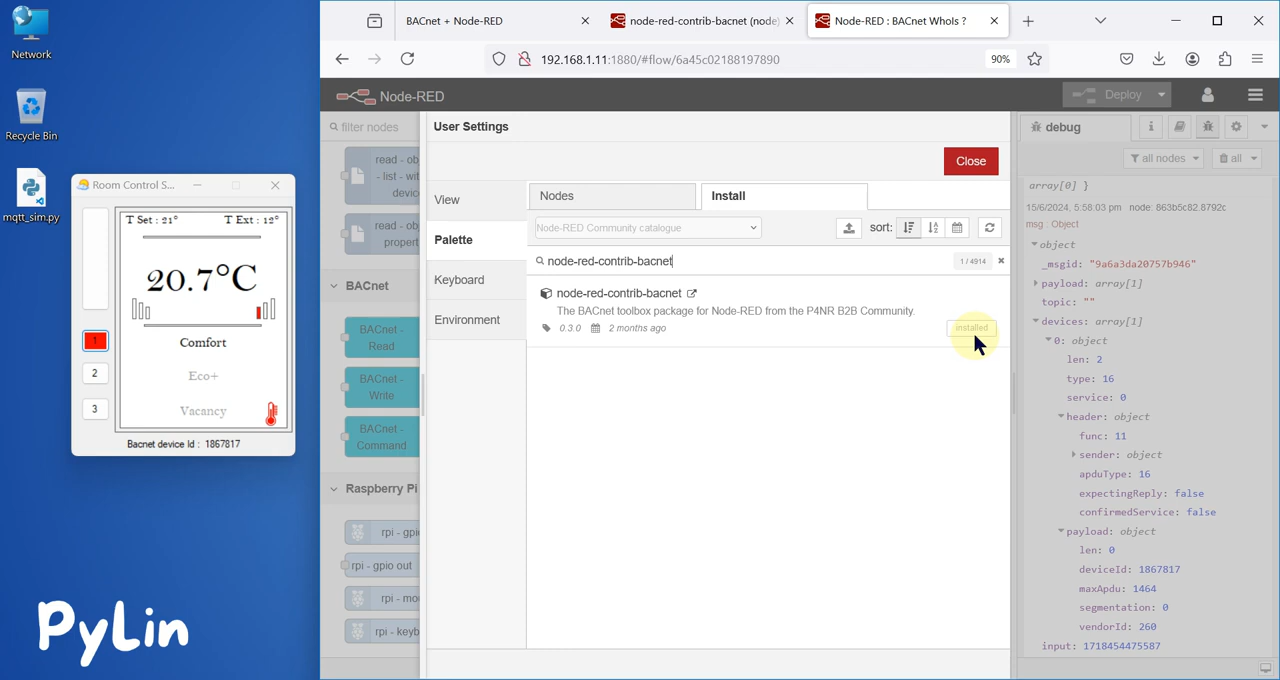 Network
Recycle Bin
mqtt_sim.py
Room Control S...
T Set : 21°
T Ext : 12°
20.7°C
1
Comfort
2
Eco+
3
Vacancy
Bacnet device Id : 1867817
PyLin
BACnet + Node-RED
node-red-contrib-bacnet (node)
Node-RED : BACnet WhoIs ?
192.168.1.11:1880/#flow/6a45c02188197890
90%
Node-RED
Deploy
filter nodes
read - ob
- list - wit
device
read - ob
propert
BACnet
BACnet -
Read
BACnet -
Write
BACnet -
Command
Raspberry Pi
rpi - gpi
rpi - gpio out
rpi - mo
rpi - keyb
User Settings
Close
View
Palette
Keyboard
Environment
Nodes
Install
Node-RED Community catalogue
sort:
node-red-contrib-bacnet
1 / 4914
node-red-contrib-bacnet
The BACnet toolbox package for Node-RED from the P4NR B2B Community.
0.3.0
2 months ago
installed
debug
all nodes
all
array[0] }
15/6/2024, 5:58:03 pm node: 863b5c82.8792c
msg : Object
object
_msgid: "9a6a3da20757b946"
payload: array[1]
topic: ""
devices: array[1]
0: object
len: 2
type: 16
service: 0
header: object
func: 11
sender: object
apduType: 16
expectingReply: false
confirmedService: false
payload: object
len: 0
deviceId: 1867817
maxApdu: 1464
segmentation: 0
vendorId: 260
input: 1718454475587